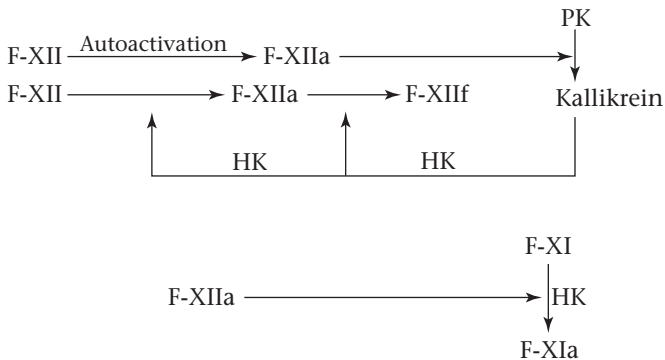 PK
Autoactivation
F-XII F-XIIa
F-XII F-XIIa F-XIIf Kallikrein
HK HK
F-XI
F-XIIa HK
F-XIa